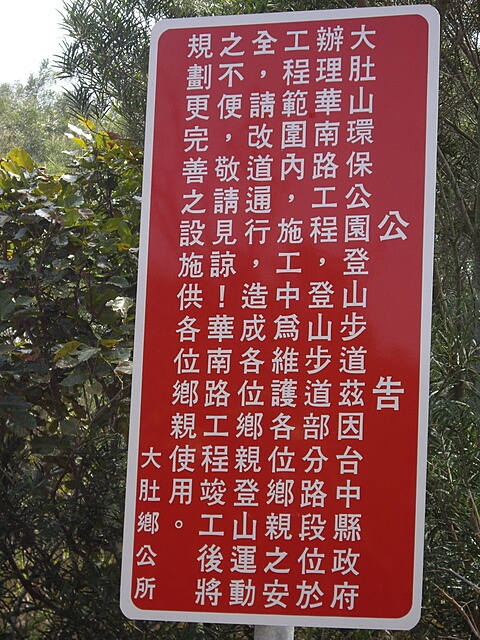 公告
大肚山環保公園登山步道茲因台中縣政府
辦理華南路工程，登山步道部分路段位於
工程範圍內，施工中為維護各位鄉親之安
全，請改道通行，造成各位鄉親登山運動
之不便，敬請見諒！華南路工程竣工後將
規劃更完善之設施供各位鄉親使用。
大肚鄉公所